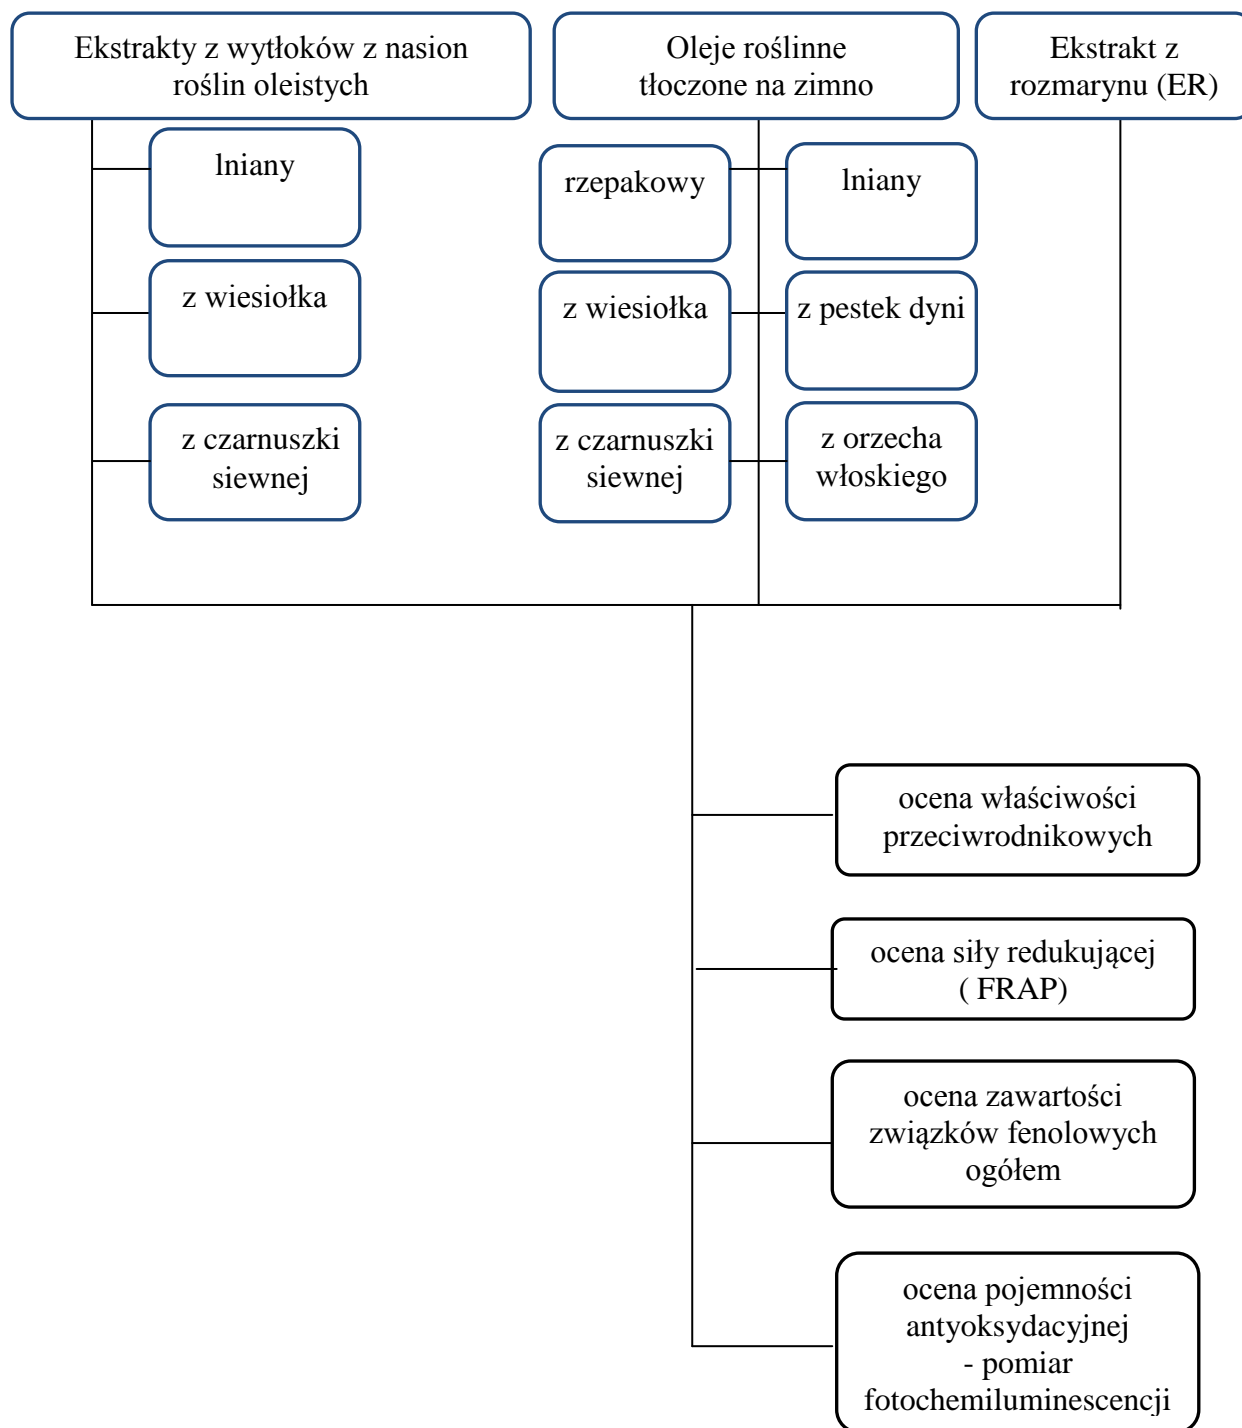 Ekstrakty z wytłoków z nasion
roślin oleistych
Oleje roślinne
tłoczone na zimno
Ekstrakt z
rozmarynu (ER)
lniany
z wiesiołka
z czarnuszki
siewnej
rzepakowy
lniany
z wiesiołka
z pestek dyni
z czarnuszki
siewnej
z orzecha
włoskiego
ocena właściwości
przeciwrodnikowych
ocena siły redukującej
( FRAP)
ocena zawartości
związków fenolowych
ogółem
ocena pojemności
antyoksydacyjnej
- pomiar
fotochemiluminescencji